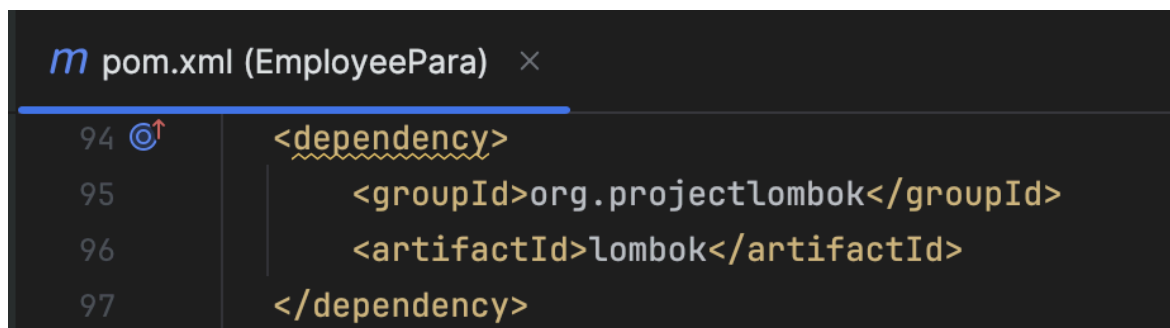 m pom.xml (EmployeePara) ×
94 <dependency>
95 <groupId>org.projectlombok</groupId>
96 <artifactId>lombok</artifactId>
97 </dependency>